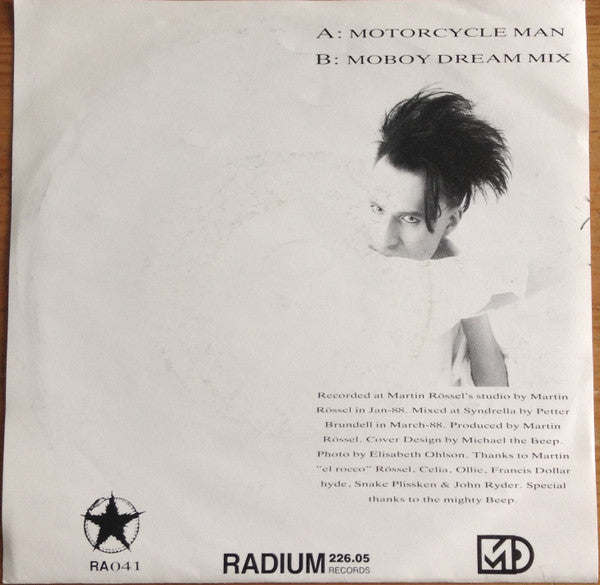 A: MOTORCYCLE MAN
B: MOBOY DREAM MIX
Recorded at Martin Rössel's studio by Martin
Rössel in Jan-88. Mixed at Syndrella by Petter
Brundell in March-88. Produced by Martin
Rössel. Cover Design by Michael the Beep.
Photo by Elisabeth Ohlson. Thanks to Martin
"el rocco" Rössel, Celia, Ollie, Francis Dollar
hyde, Snake Plissken & John Ryder. Special
thanks to the mighty Beep.
RA041
RADIUM 226.05
RECORDS